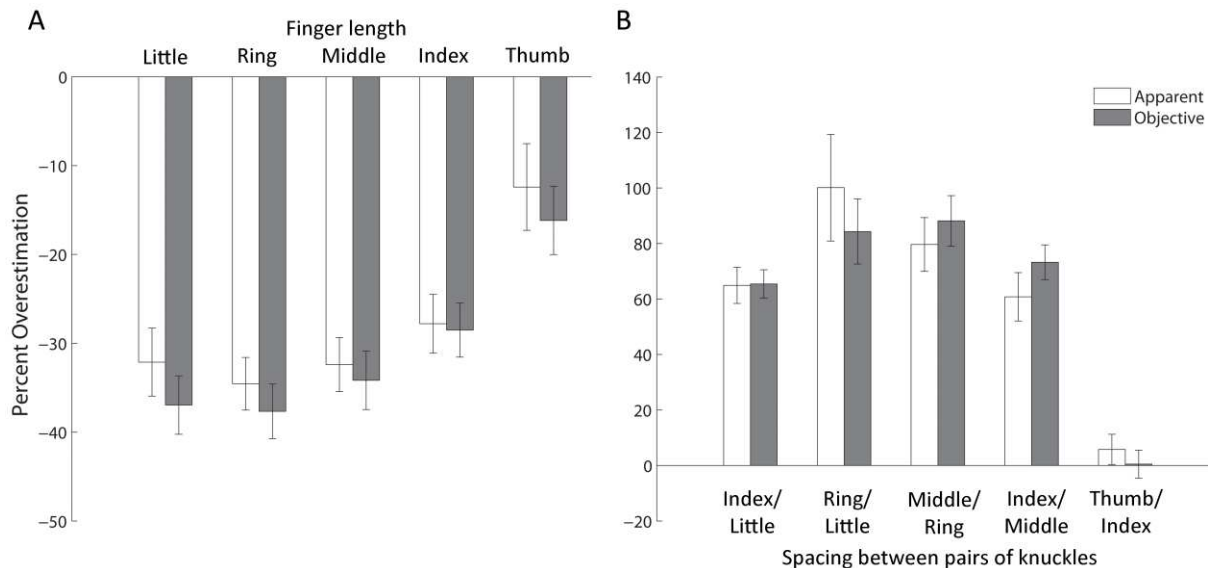 A
Finger length
Little Ring Middle Index Thumb
0
−10
−20
−30
−40
−50
Percent Overestimation
B
140
120
100
80
60
40
20
0
−20
Apparent
Objective
Index/ Ring/ Middle/ Index/ Thumb/
Little Little Ring Middle Index
Spacing between pairs of knuckles